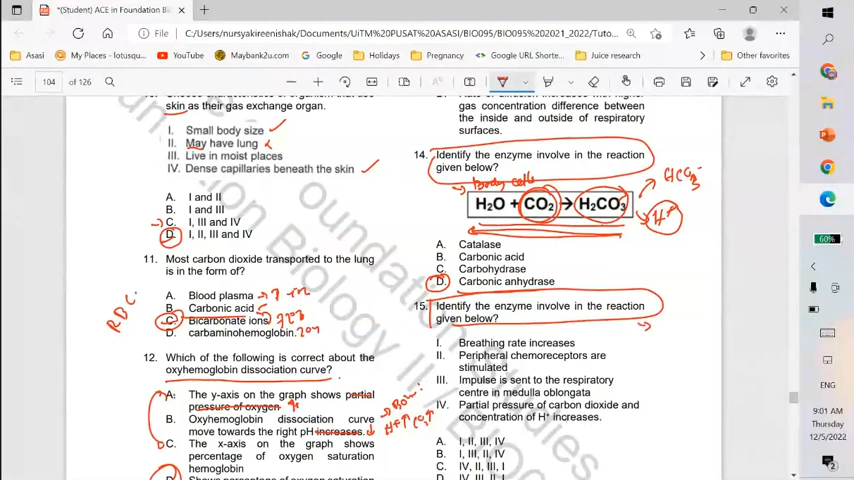 *(Student) ACE in Foundation Bi
File
C:/Users/nursyakireenishak/Documents/UiTM%20PUSAT%20ASASI/BIO095%20BIO095%202021_2022/Tuto...
Asasi
My Places - lotusqu...
YouTube
Maybank2u.com
Google
Holidays
Pregnancy
Google URL Shorte...
Juice research
Other favorites
104 of 126
skin as their gas exchange organ.
I. Small body size
II. May have lung
III. Live in moist places
IV. Dense capillaries beneath the skin
A. I and II
B. I and III
C. I, III and IV
D. I, II, III and IV
11. Most carbon dioxide transported to the lung
is in the form of?
RBC
A. Blood plasma
B. Carbonic acid
C. Bicarbonate ions
D. carbaminohemoglobin.
12. Which of the following is correct about the
oxyhemoglobin dissociation curve?
A. The y-axis on the graph shows partial
pressure of oxygen
B. Oxyhemoglobin dissociation curve
move towards the right pH increases.
C. The x-axis on the graph shows
percentage of oxygen saturation
hemoglobin
gas concentration difference between
the inside and outside of respiratory
surfaces.
14. Identify the enzyme involve in the reaction
given below?
Body cells
H₂O + CO₂ → H₂CO₃
HCO₃⁻
H⁺
A. Catalase
B. Carbonic acid
C. Carbohydrase
D. Carbonic anhydrase
15. Identify the enzyme involve in the reaction
given below?
I. Breathing rate increases
II. Peripheral chemoreceptors are
stimulated
III. Impulse is sent to the respiratory
centre in medulla oblongata
IV. Partial pressure of carbon dioxide and
concentration of H⁺ increases.
A. I, II, III, IV
B. I, III, II, IV
C. IV, II, III, I
D. IV, III, II, I
60%
ENG
9:01 AM
Thursday
12/5/2022